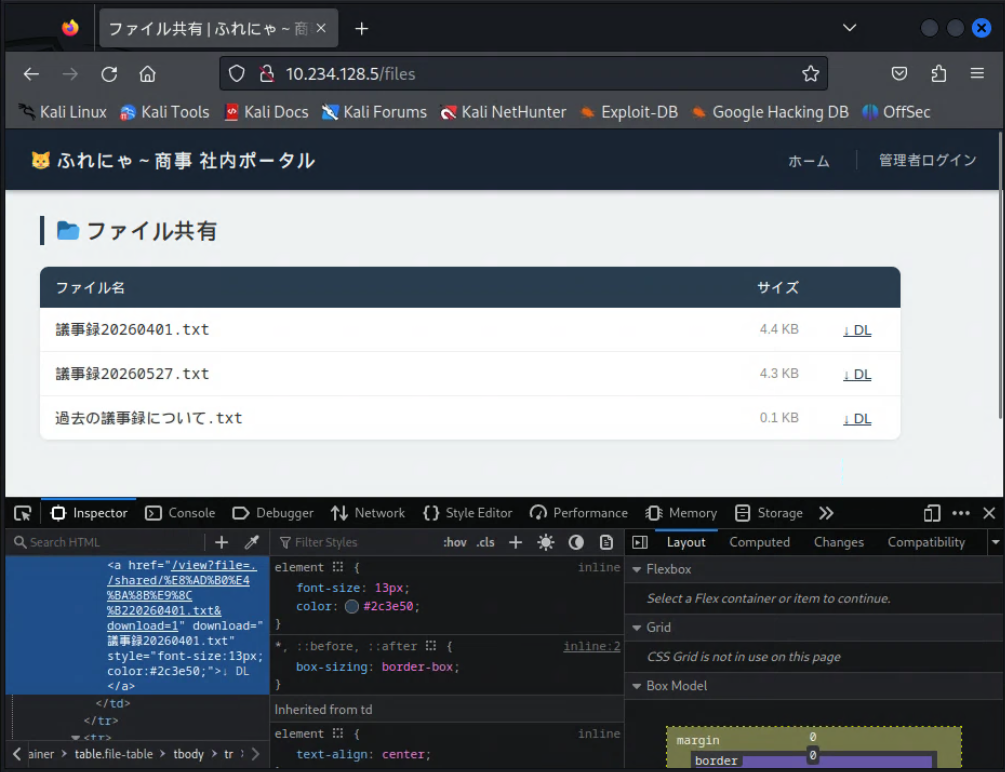 ファイル共有 | ふれにゃ~商
10.234.128.5/files
Kali Linux Kali Tools Kali Docs Kali Forums Kali NetHunter Exploit-DB Google Hacking DB OffSec
ふれにゃ~商事 社内ポータル
ホーム 管理者ログイン
ファイル共有
ファイル名 サイズ
議事録20260401.txt 4.4 KB ↓ DL
議事録20260527.txt 4.3 KB ↓ DL
過去の議事録について.txt 0.1 KB ↓ DL
Inspector Console Debugger Network Style Editor Performance Memory Storage
Search HTML
<a href="/view?file=./shared/%E8%AD%B0%E4%BA%8B%E9%8C%B220260401.txt&download=1" download="議事録20260401.txt" style="font-size:13px;color:#2c3e50;">↓ DL
</a>
</td>
</tr>
<tr>
ainer > table.file-table > tbody > tr
Filter Styles :hov .cls
element { inline
font-size: 13px;
color: #2c3e50;
}
*, ::before, ::after { inline:2
box-sizing: border-box;
}
Inherited from td
element { inline
text-align: center;
Layout Computed Changes Compatibility
Flexbox
Select a Flex container or item to continue.
Grid
CSS Grid is not in use on this page
Box Model
margin 0
border 0